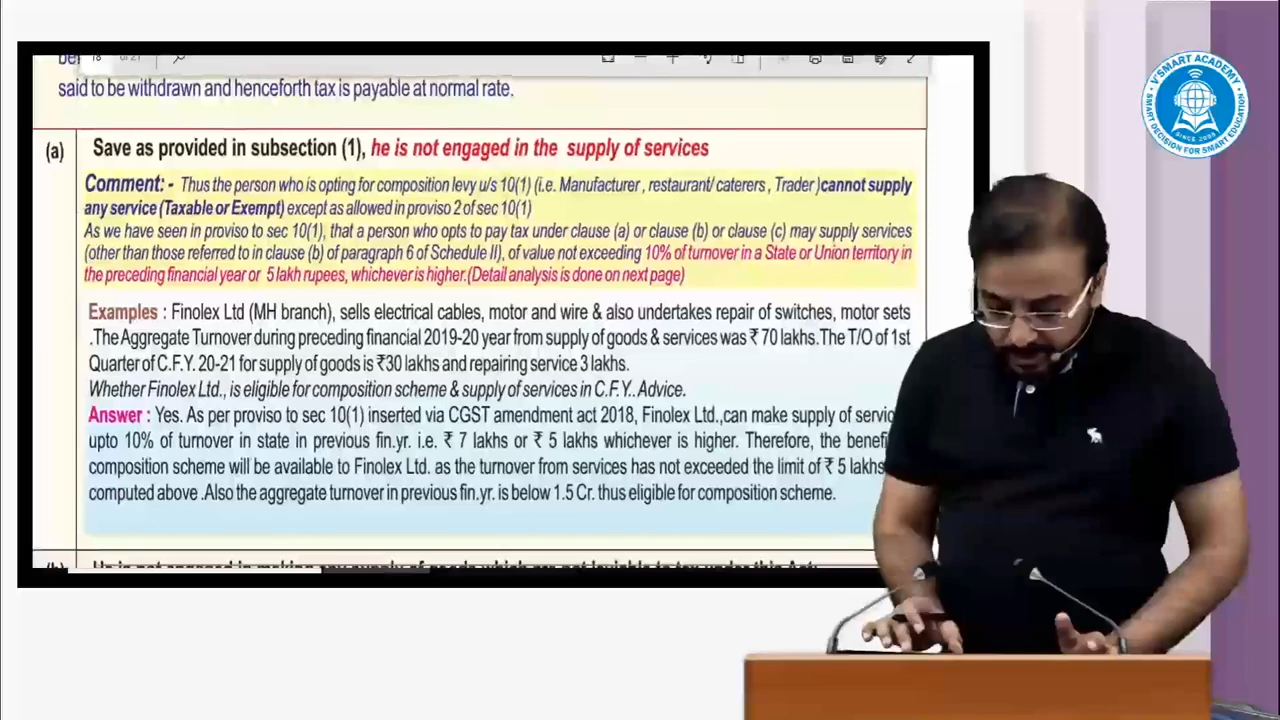 18 of 21
said to be withdrawn and henceforth tax is payable at normal rate.
(a) Save as provided in subsection (1), he is not engaged in the supply of services
Comment: - Thus the person who is opting for composition levy u/s 10(1) (i.e. Manufacturer , restaurant/ caterers , Trader )cannot supply
any service (Taxable or Exempt) except as allowed in proviso 2 of sec 10(1)
As we have seen in proviso to sec 10(1), that a person who opts to pay tax under clause (a) or clause (b) or clause (c) may supply services
(other than those referred to in clause (b) of paragraph 6 of Schedule II), of value not exceeding 10% of turnover in a State or Union territory in
the preceding financial year or 5 lakh rupees, whichever is higher.(Detail analysis is done on next page)
Examples : Finolex Ltd (MH branch), sells electrical cables, motor and wire & also undertakes repair of switches, motor sets
.The Aggregate Turnover during preceding financial 2019-20 year from supply of goods & services was ₹ 70 lakhs.The T/O of 1st
Quarter of C.F.Y. 20-21 for supply of goods is ₹30 lakhs and repairing service 3 lakhs.
Whether Finolex Ltd., is eligible for composition scheme & supply of services in C.F.Y.. Advice.
Answer : Yes. As per proviso to sec 10(1) inserted via CGST amendment act 2018, Finolex Ltd.,can make supply of servic
upto 10% of turnover in state in previous fin.yr. i.e. ₹ 7 lakhs or ₹ 5 lakhs whichever is higher. Therefore, the benefi
composition scheme will be available to Finolex Ltd. as the turnover from services has not exceeded the limit of ₹ 5 lakhs
computed above .Also the aggregate turnover in previous fin.yr. is below 1.5 Cr. thus eligible for composition scheme.
V'SMART ACADEMY
SINCE 2008
SMART DECISION FOR SMART EDUCATION